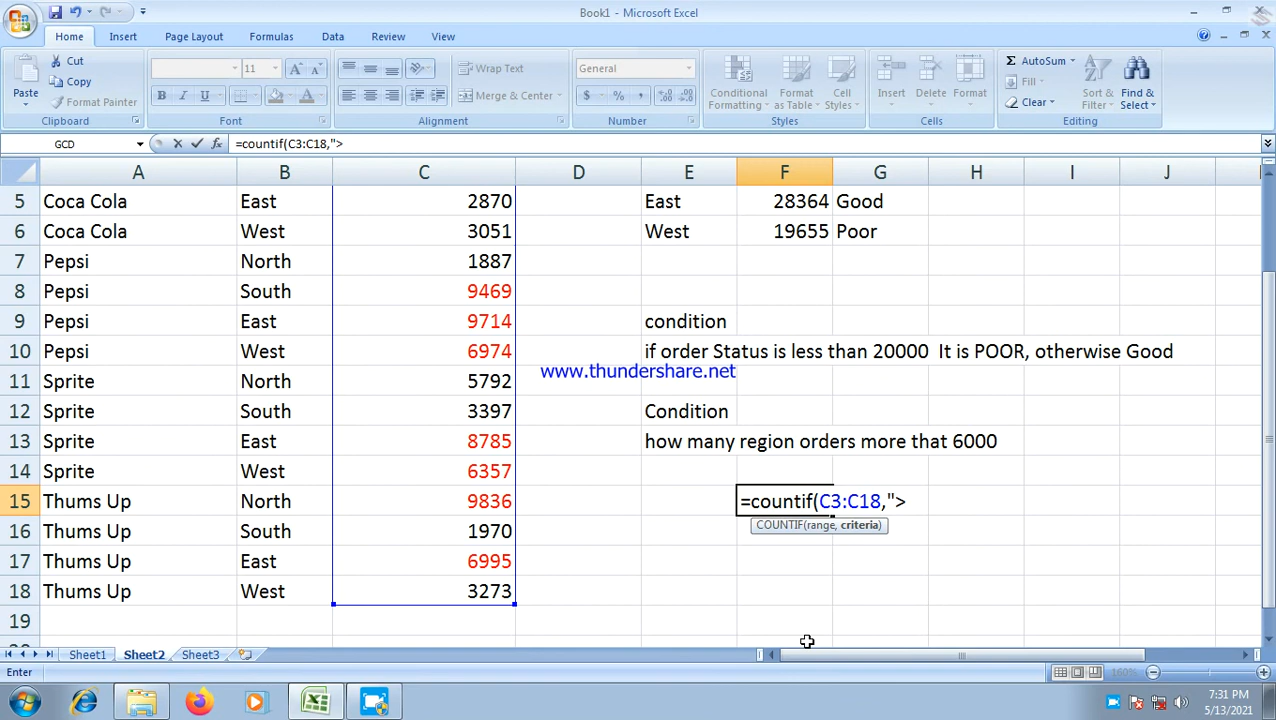 Book1 - Microsoft Excel
Home Insert Page Layout Formulas Data Review View
Paste Cut Copy Format Painter Clipboard
11 B I U Font
Wrap Text Merge & Center Alignment
General $ % , Number
Conditional Formatting Format as Table Cell Styles Styles
Insert Delete Format Cells
Σ AutoSum Fill Clear Sort & Filter Find & Select Editing
GCD fx =countif(C3:C18,">
A B C D E F G H I J
5 Coca Cola East 2870 East 28364 Good
6 Coca Cola West 3051 West 19655 Poor
7 Pepsi North 1887
8 Pepsi South 9469
9 Pepsi East 9714 condition
10 Pepsi West 6974 if order Status is less than 20000 It is POOR, otherwise Good
www.thundershare.net
11 Sprite North 5792
12 Sprite South 3397 Condition
13 Sprite East 8785 how many region orders more that 6000
14 Sprite West 6357
15 Thums Up North 9836 =countif(C3:C18,">
COUNTIF(range, criteria)
16 Thums Up South 1970
17 Thums Up East 6995
18 Thums Up West 3273
19
Sheet1 Sheet2 Sheet3
Enter 160%
7:31 PM
5/13/2021